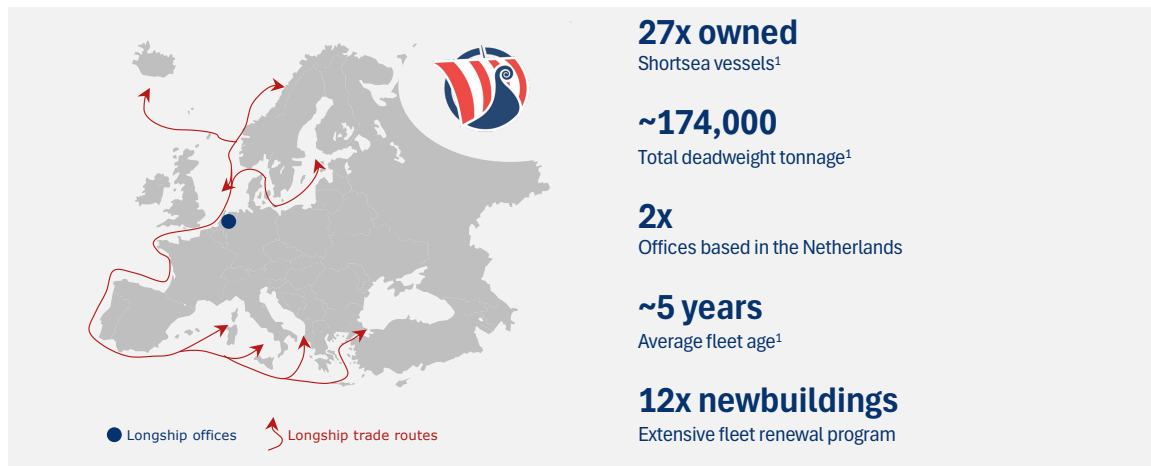 27x owned
Shortsea vessels¹
~174,000
Total deadweight tonnage¹
2x
Offices based in the Netherlands
~5 years
Average fleet age¹
12x newbuildings
Extensive fleet renewal program
Longship offices
Longship trade routes